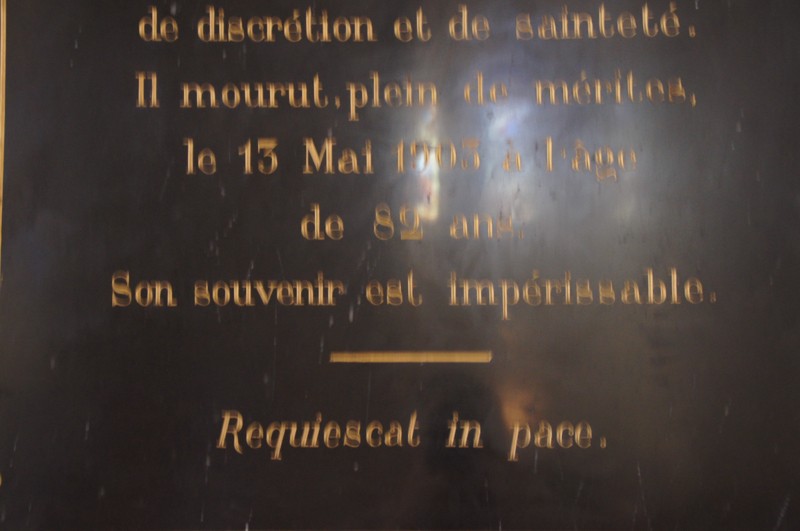 de discrétion et de sainteté.
Il mourut, plein de mérites,
le 13 Mai 1903 à l'âge
de 82 ans.
Son souvenir est impérissable.
Requiescat in pace.